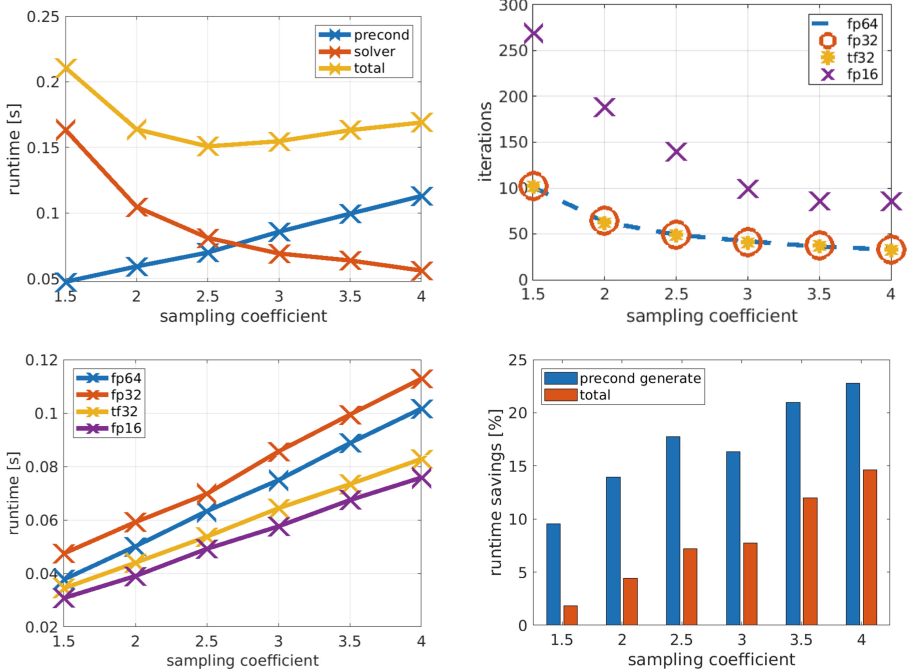 0.25
0.2
0.15
0.1
0.05
runtime [s]
precond
solver
total
1.5 2 2.5 3 3.5 4
sampling coefficient
300
250
200
150
100
50
0
iterations
fp64
fp32
tf32
fp16
1.5 2 2.5 3 3.5 4
sampling coefficient
0.12
0.1
0.08
0.06
0.04
0.02
runtime [s]
fp64
fp32
tf32
fp16
1.5 2 2.5 3 3.5 4
sampling coefficient
25
20
15
10
5
0
runtime savings [%]
precond generate
total
1.5 2 2.5 3 3.5 4
sampling coefficient